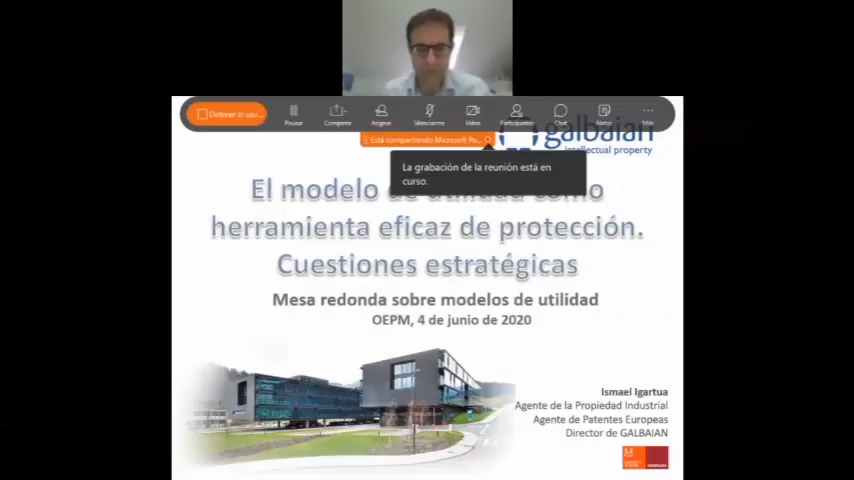 Detener el uso ...
Pausar
Compartir
Asignar
Silenciarme
Vídeo
Participantes
Chat
Notas
Más
Está compartiendo Microsoft Po...
galbaian
intellectual property
La grabación de la reunión está en
curso.
El modelo de utilidad como
herramienta eficaz de protección.
Cuestiones estratégicas
Mesa redonda sobre modelos de utilidad
OEPM, 4 de junio de 2020
Ismael Igartua
Agente de la Propiedad Industrial
Agente de Patentes Europeas
Director de GALBAIAN